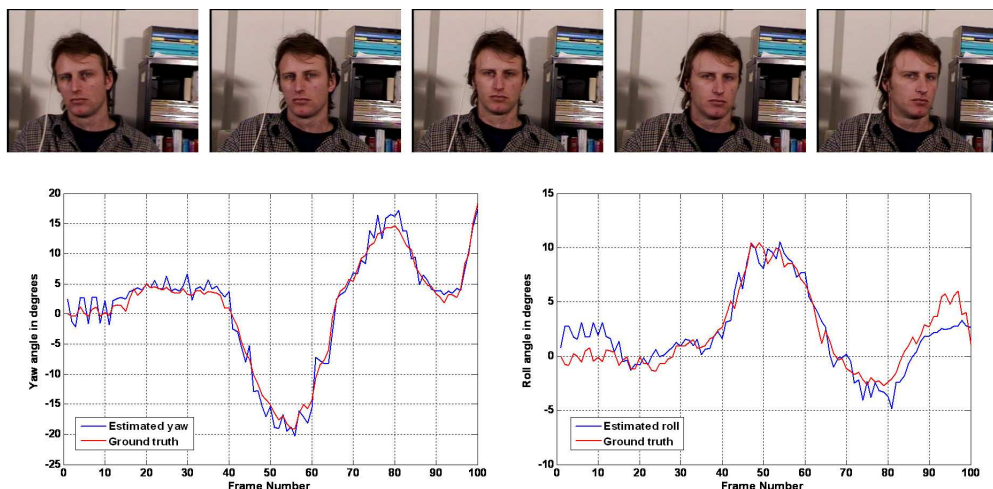 20
15
10
5
0
-5
-10
-15
-20
-25
Yaw angle in degrees
Estimated yaw
Ground truth
0 10 20 30 40 50 60 70 80 90 100
Frame Number
15
10
5
0
-5
-10
Roll angle in degrees
Estimated roll
Ground truth
0 10 20 30 40 50 60 70 80 90 100
Frame Number